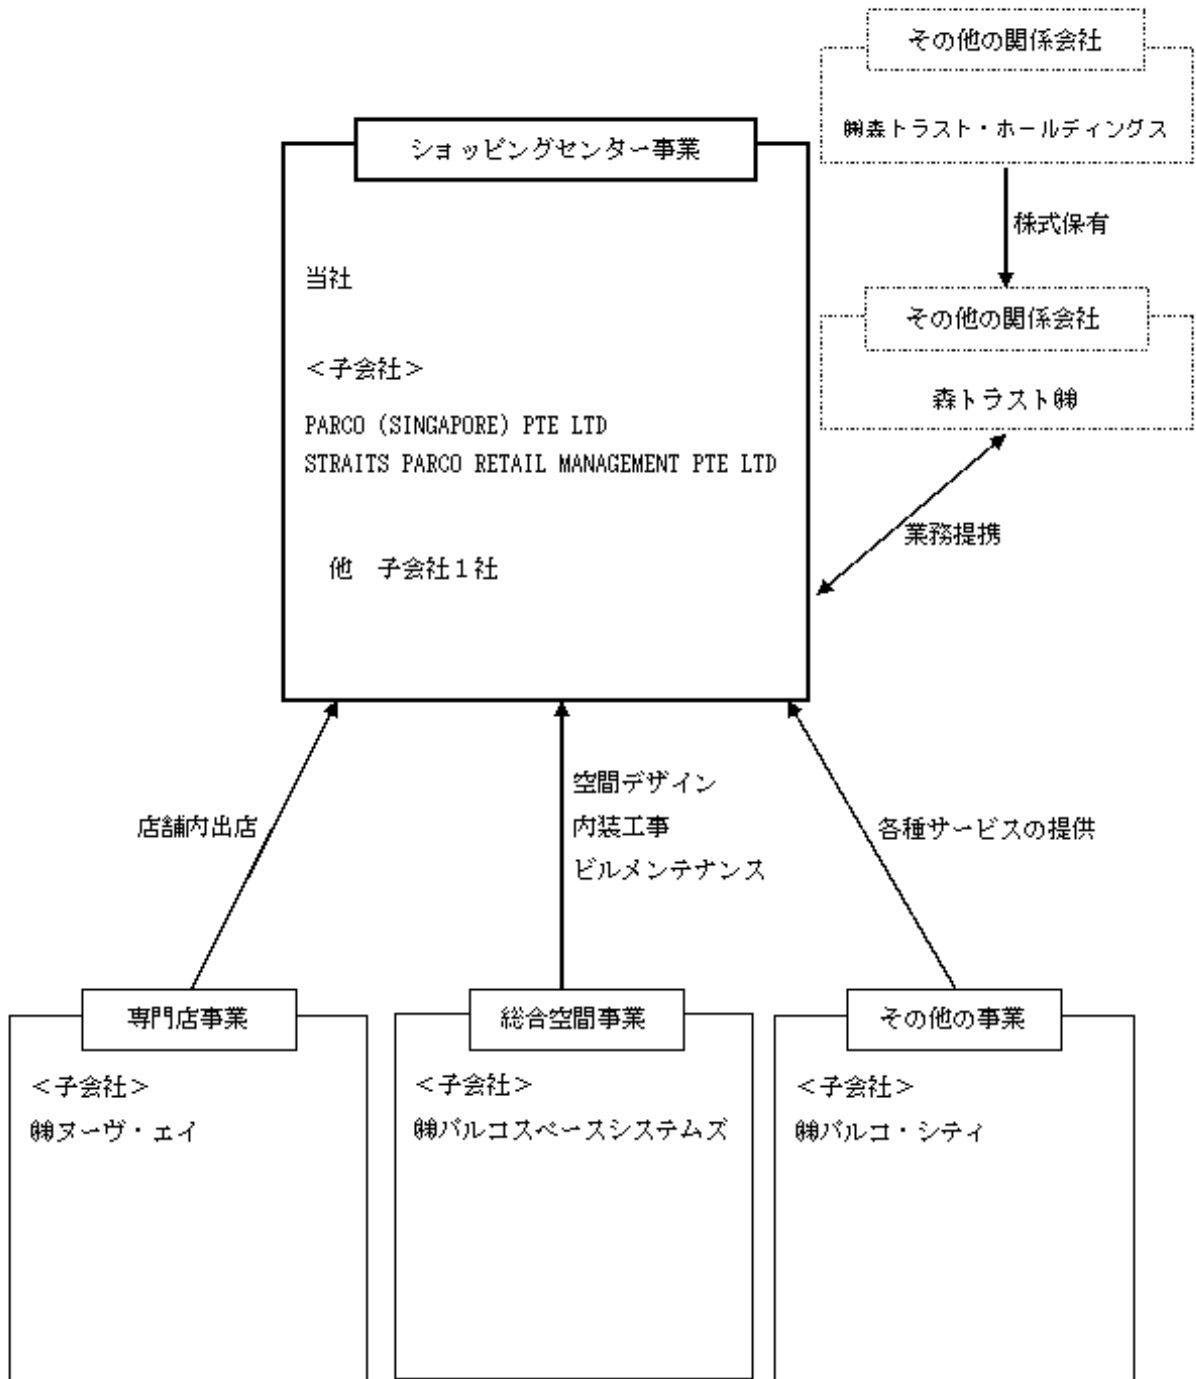 その他の関係会社
㈱森トラスト・ホールディングス
株式保有
その他の関係会社
森トラスト㈱
業務提携
ショッピングセンター事業
当社
＜子会社＞
PARCO (SINGAPORE) PTE LTD
STRAITS PARCO RETAIL MANAGEMENT PTE LTD
他　子会社１社
店舗内出店
空間デザイン
内装工事
ビルメンテナンス
各種サービスの提供
専門店事業
＜子会社＞
㈱ヌーヴ・エイ
総合空間事業
＜子会社＞
㈱パルコスペースシステムズ
その他の事業
＜子会社＞
㈱パルコ・シティ